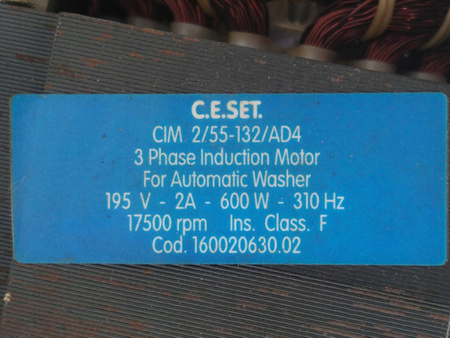 C.E.SET.
CIM 2/55-132/AD4
3 Phase Induction Motor
For Automatic Washer
195 V - 2A - 600 W - 310 Hz
17500 rpm Ins. Class. F
Cod. 160020630.02